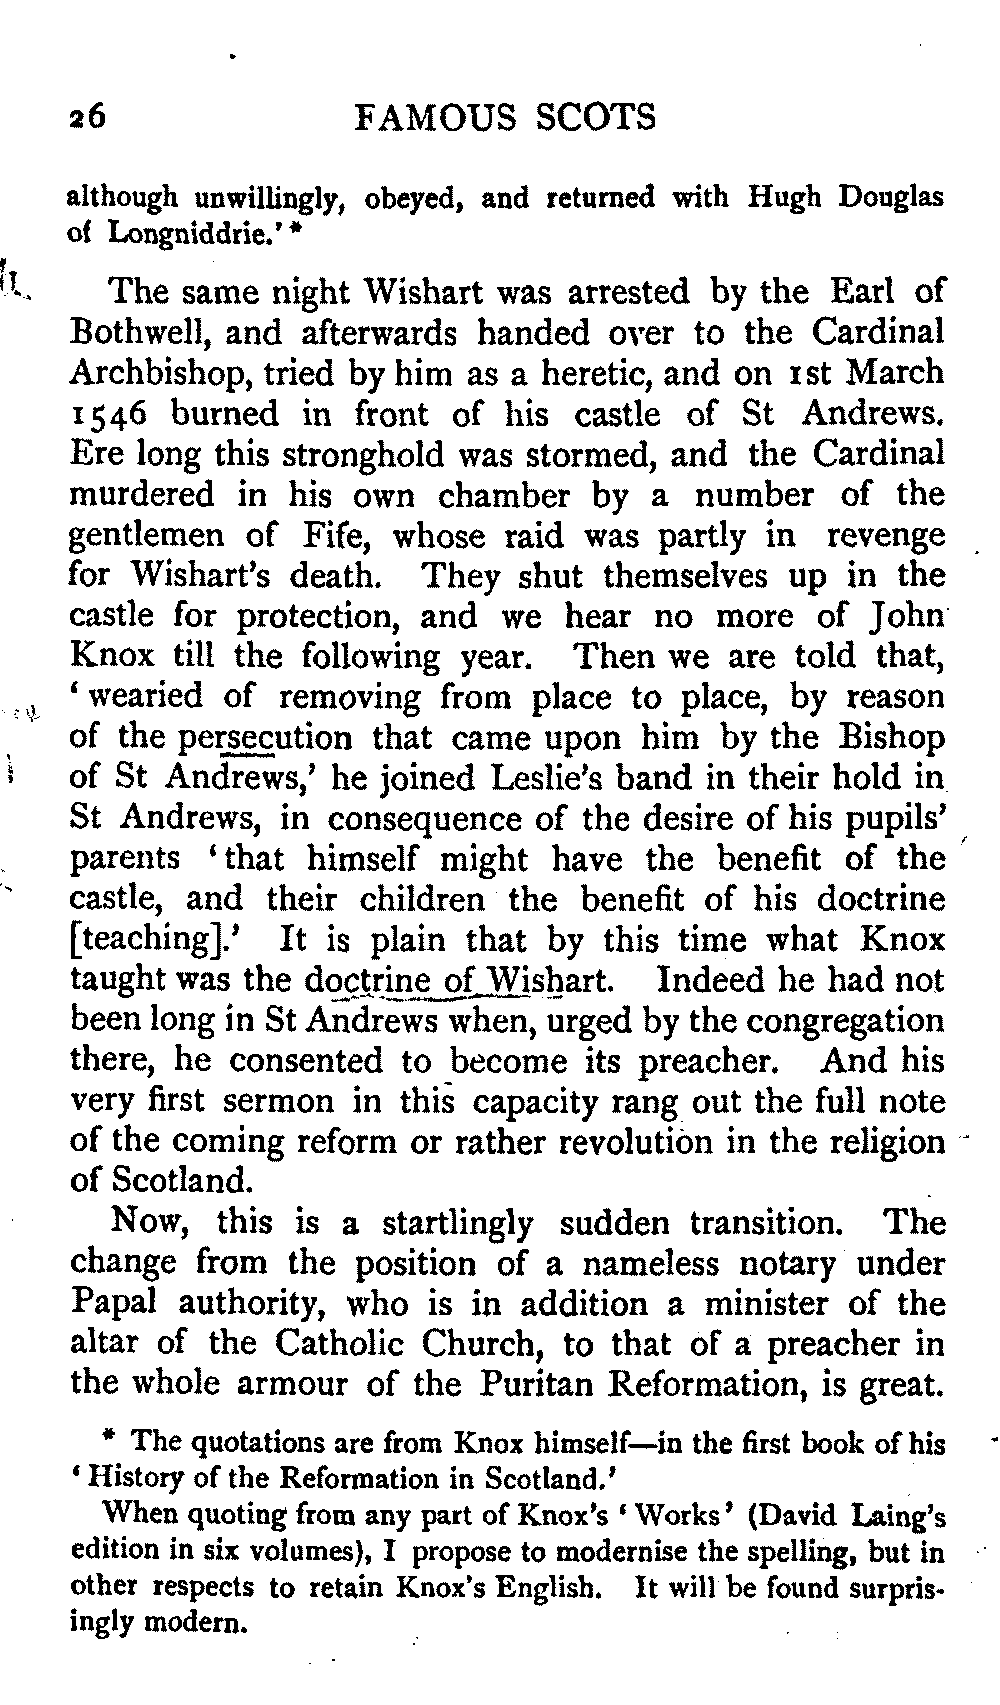 26 FAMOUS SCOTS
although unwillingly, obeyed, and returned with Hugh Douglas
of Longniddrie.' *
The same night Wishart was arrested by the Earl of
Bothwell, and afterwards handed over to the Cardinal
Archbishop, tried by him as a heretic, and on 1st March
1546 burned in front of his castle of St Andrews.
Ere long this stronghold was stormed, and the Cardinal
murdered in his own chamber by a number of the
gentlemen of Fife, whose raid was partly in revenge
for Wishart's death. They shut themselves up in the
castle for protection, and we hear no more of John
Knox till the following year. Then we are told that,
‘ wearied of removing from place to place, by reason
of the persecution that came upon him by the Bishop
of St Andrews,’ he joined Leslie's band in their hold in
St Andrews, in consequence of the desire of his pupils'
parents ‘ that himself might have the benefit of the
castle, and their children the benefit of his doctrine
[teaching].’ It is plain that by this time what Knox
taught was the doctrine of Wishart. Indeed he had not
been long in St Andrews when, urged by the congregation
there, he consented to become its preacher. And his
very first sermon in this capacity rang out the full note
of the coming reform or rather revolution in the religion
of Scotland.
Now, this is a startlingly sudden transition. The
change from the position of a nameless notary under
Papal authority, who is in addition a minister of the
altar of the Catholic Church, to that of a preacher in
the whole armour of the Puritan Reformation, is great.
* The quotations are from Knox himself—in the first book of his
‘ History of the Reformation in Scotland.’
When quoting from any part of Knox's ‘ Works ’ (David Laing's
edition in six volumes), I propose to modernise the spelling, but in
other respects to retain Knox's English. It will be found surpris-
ingly modern.